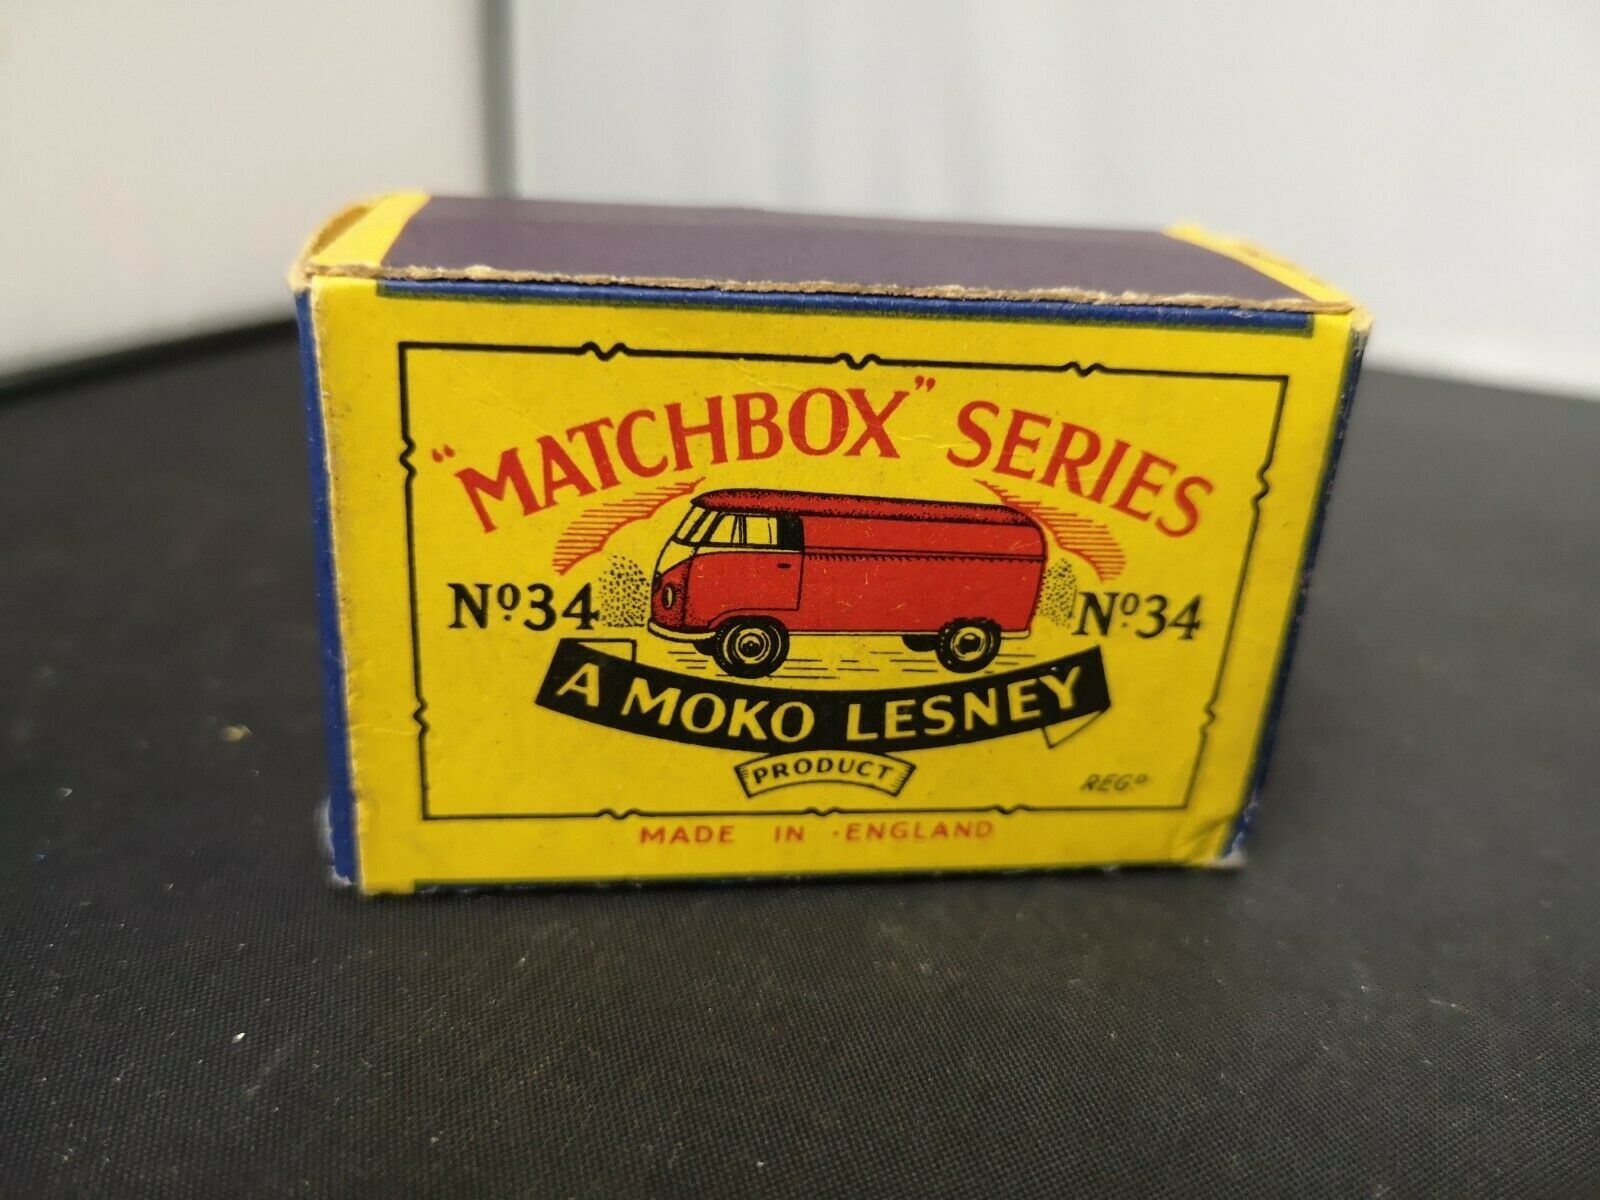 "MATCHBOX" SERIES
Nº34 Nº34
A MOKO LESNEY
PRODUCT
REGD
MADE IN ENGLAND